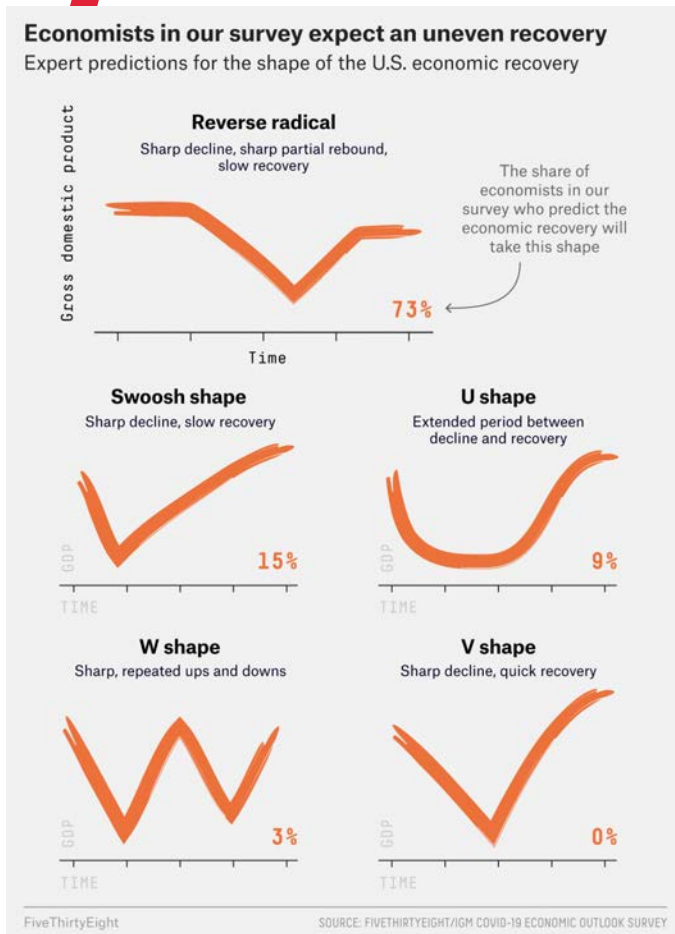 Economists in our survey expect an uneven recovery
Expert predictions for the shape of the U.S. economic recovery
Reverse radical
Sharp decline, sharp partial rebound,
slow recovery
Gross domestic product
The share of
economists in our
survey who predict the
economic recovery will
take this shape
73%
Time
Swoosh shape
Sharp decline, slow recovery
GDP
15%
TIME
U shape
Extended period between
decline and recovery
GDP
9%
TIME
W shape
Sharp, repeated ups and downs
GDP
3%
TIME
V shape
Sharp decline, quick recovery
GDP
0%
TIME
FiveThirtyEight
SOURCE: FIVETHIRTYEIGHT/IGM COVID-19 ECONOMIC OUTLOOK SURVEY